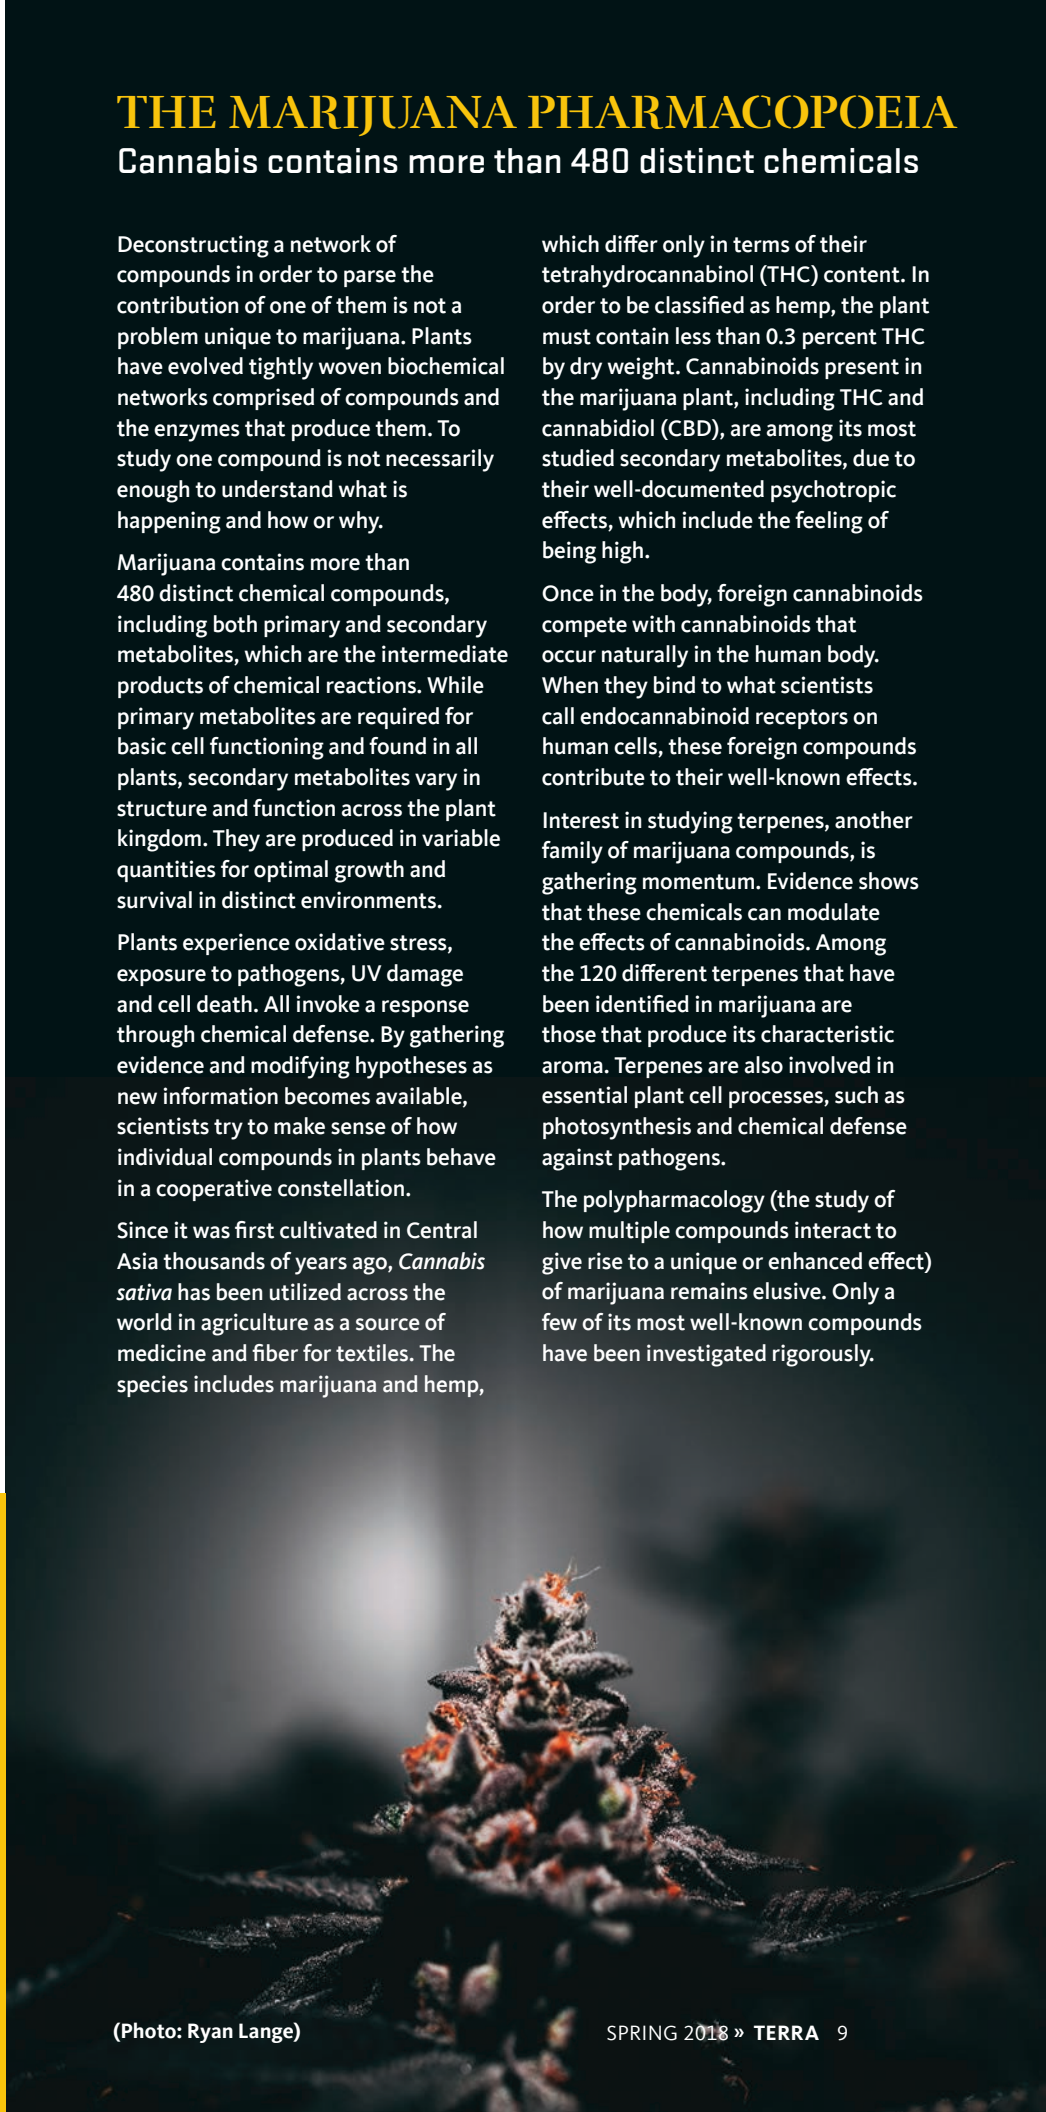 THE MARIJUANA PHARMACOPOEIA
Cannabis contains more than 480 distinct chemicals
Deconstructing a network of
compounds in order to parse the
contribution of one of them is not a
problem unique to marijuana. Plants
have evolved tightly woven biochemical
networks comprised of compounds and
the enzymes that produce them. To
study one compound is not necessarily
enough to understand what is
happening and how or why.
Marijuana contains more than
480 distinct chemical compounds,
including both primary and secondary
metabolites, which are the intermediate
products of chemical reactions. While
primary metabolites are required for
basic cell functioning and found in all
plants, secondary metabolites vary in
structure and function across the plant
kingdom. They are produced in variable
quantities for optimal growth and
survival in distinct environments.
Plants experience oxidative stress,
exposure to pathogens, UV damage
and cell death. All invoke a response
through chemical defense. By gathering
evidence and modifying hypotheses as
new information becomes available,
scientists try to make sense of how
individual compounds in plants behave
in a cooperative constellation.
Since it was first cultivated in Central
Asia thousands of years ago, Cannabis
sativa has been utilized across the
world in agriculture as a source of
medicine and fiber for textiles. The
species includes marijuana and hemp,
which differ only in terms of their
tetrahydrocannabinol (THC) content. In
order to be classified as hemp, the plant
must contain less than 0.3 percent THC
by dry weight. Cannabinoids present in
the marijuana plant, including THC and
cannabidiol (CBD), are among its most
studied secondary metabolites, due to
their well-documented psychotropic
effects, which include the feeling of
being high.
Once in the body, foreign cannabinoids
compete with cannabinoids that
occur naturally in the human body.
When they bind to what scientists
call endocannabinoid receptors on
human cells, these foreign compounds
contribute to their well-known effects.
Interest in studying terpenes, another
family of marijuana compounds, is
gathering momentum. Evidence shows
that these chemicals can modulate
the effects of cannabinoids. Among
the 120 different terpenes that have
been identified in marijuana are
those that produce its characteristic
aroma. Terpenes are also involved in
essential plant cell processes, such as
photosynthesis and chemical defense
against pathogens.
The polypharmacology (the study of
how multiple compounds interact to
give rise to a unique or enhanced effect)
of marijuana remains elusive. Only a
few of its most well-known compounds
have been investigated rigorously.
(Photo: Ryan Lange)
SPRING 2018 » TERRA 9